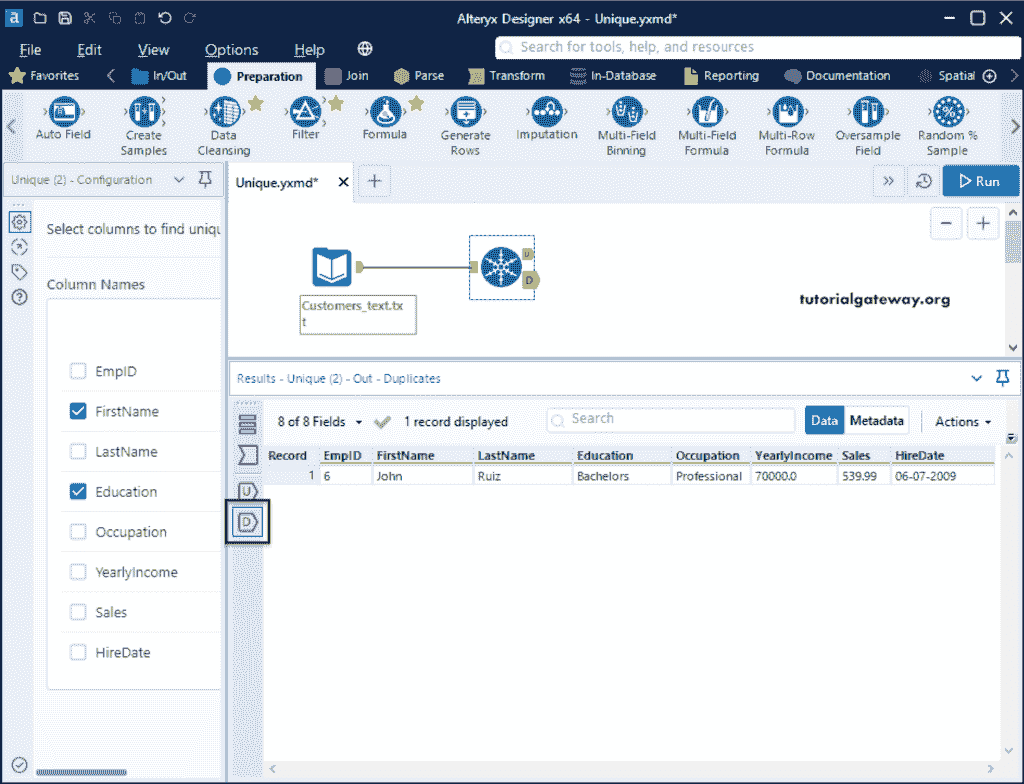 a
Alteryx Designer x64 - Unique.yxmd*
File Edit View Options Help
Search for tools, help, and resources
Favorites In/Out Preparation Join Parse Transform In-Database Reporting Documentation Spatial
Auto Field
Create
Samples
Data
Cleansing
Filter
Formula
Generate
Rows
Imputation
Multi-Field
Binning
Multi-Field
Formula
Multi-Row
Formula
Oversample
Field
Random %
Sample
Unique (2) - Configuration
Unique.yxmd*
Run
Select columns to find uniqu
Column Names
EmpID
FirstName
LastName
Education
Occupation
YearlyIncome
Sales
HireDate
U
D
Customers_text.tx
t
tutorialgateway.org
Results - Unique (2) - Out - Duplicates
8 of 8 Fields 1 record displayed Search Data Metadata Actions
Record EmpID FirstName LastName Education Occupation YearlyIncome Sales HireDate
1 6 John Ruiz Bachelors Professional 70000.0 539.99 06-07-2009
U
D